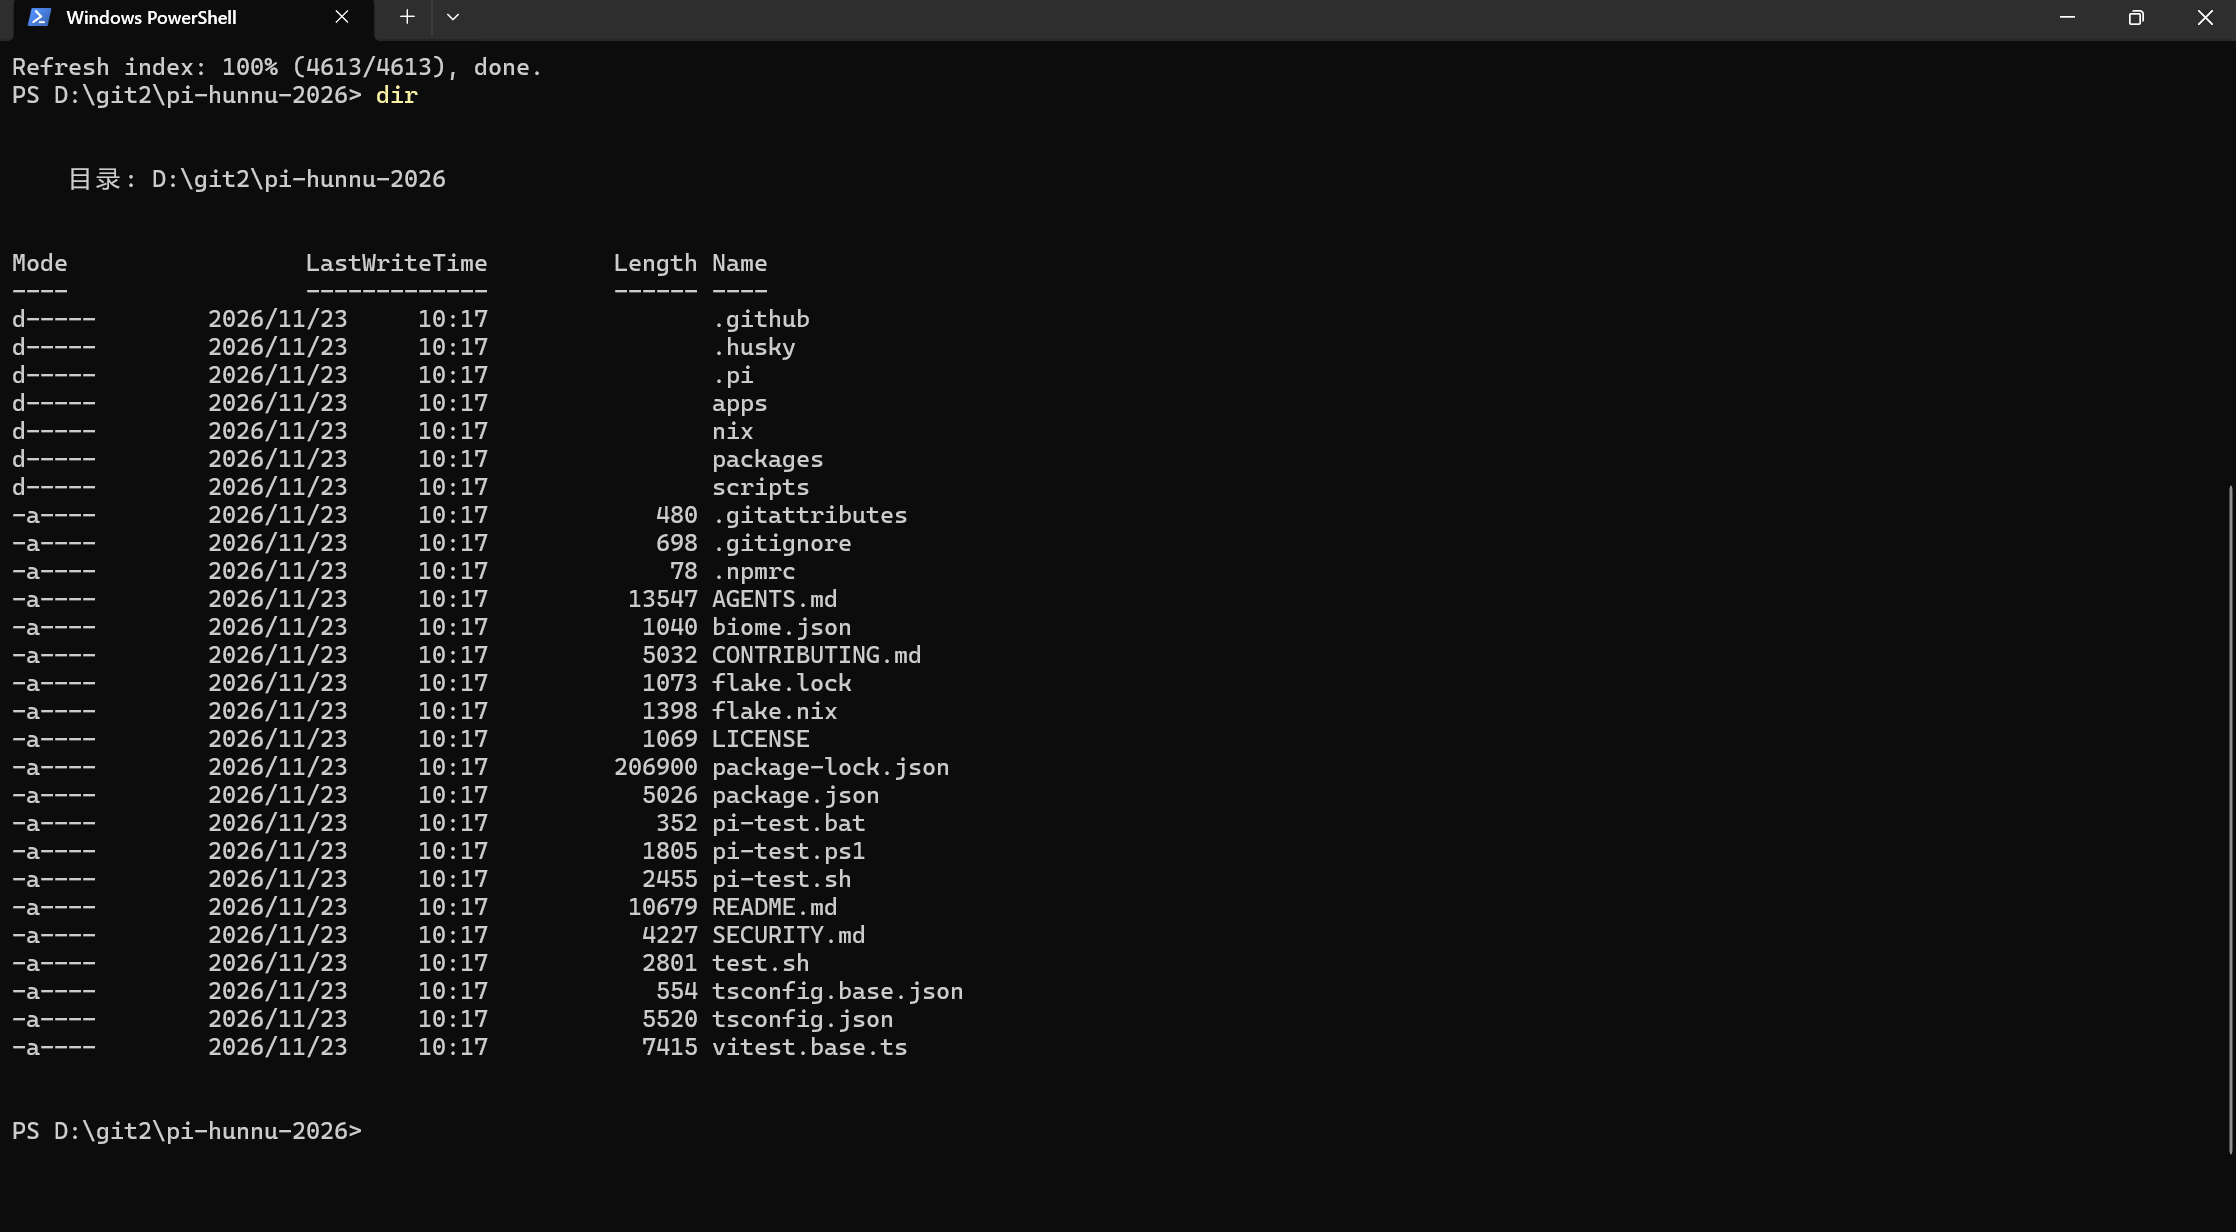 Windows PowerShell
Refresh index: 100% (4613/4613), done.
PS D:\git2\pi-hunnu-2026> dir
目录: D:\git2\pi-hunnu-2026
Mode LastWriteTime Length Name
---- ------------- ------ ----
d----- 2026/11/23 10:17 .github
d----- 2026/11/23 10:17 .husky
d----- 2026/11/23 10:17 .pi
d----- 2026/11/23 10:17 apps
d----- 2026/11/23 10:17 nix
d----- 2026/11/23 10:17 packages
d----- 2026/11/23 10:17 scripts
-a---- 2026/11/23 10:17 480 .gitattributes
-a---- 2026/11/23 10:17 698 .gitignore
-a---- 2026/11/23 10:17 78 .npmrc
-a---- 2026/11/23 10:17 13547 AGENTS.md
-a---- 2026/11/23 10:17 1040 biome.json
-a---- 2026/11/23 10:17 5032 CONTRIBUTING.md
-a---- 2026/11/23 10:17 1073 flake.lock
-a---- 2026/11/23 10:17 1398 flake.nix
-a---- 2026/11/23 10:17 1069 LICENSE
-a---- 2026/11/23 10:17 206900 package-lock.json
-a---- 2026/11/23 10:17 5026 package.json
-a---- 2026/11/23 10:17 352 pi-test.bat
-a---- 2026/11/23 10:17 1805 pi-test.ps1
-a---- 2026/11/23 10:17 2455 pi-test.sh
-a---- 2026/11/23 10:17 10679 README.md
-a---- 2026/11/23 10:17 4227 SECURITY.md
-a---- 2026/11/23 10:17 2801 test.sh
-a---- 2026/11/23 10:17 554 tsconfig.base.json
-a---- 2026/11/23 10:17 5520 tsconfig.json
-a---- 2026/11/23 10:17 7415 vitest.base.ts
PS D:\git2\pi-hunnu-2026>